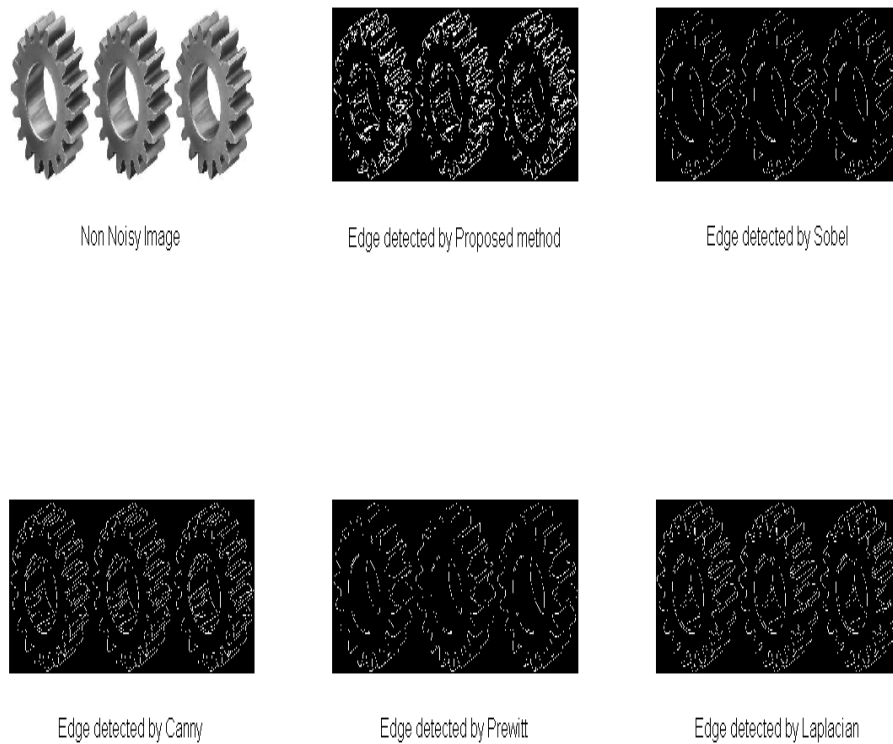 Non Noisy Image
Edge detected by Proposed method
Edge detected by Sobel
Edge detected by Canny
Edge detected by Prewitt
Edge detected by Laplacian